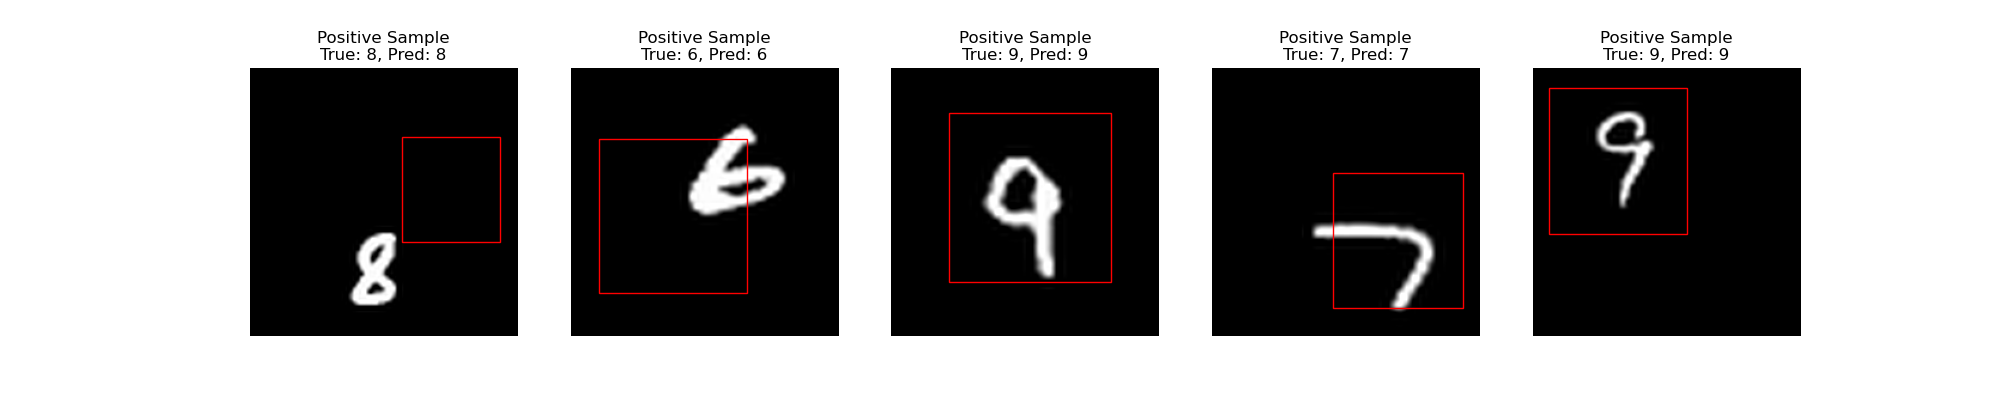 Positive Sample
True: 8, Pred: 8
Positive Sample
True: 6, Pred: 6
Positive Sample
True: 9, Pred: 9
Positive Sample
True: 7, Pred: 7
Positive Sample
True: 9, Pred: 9
8
6
9
7
9